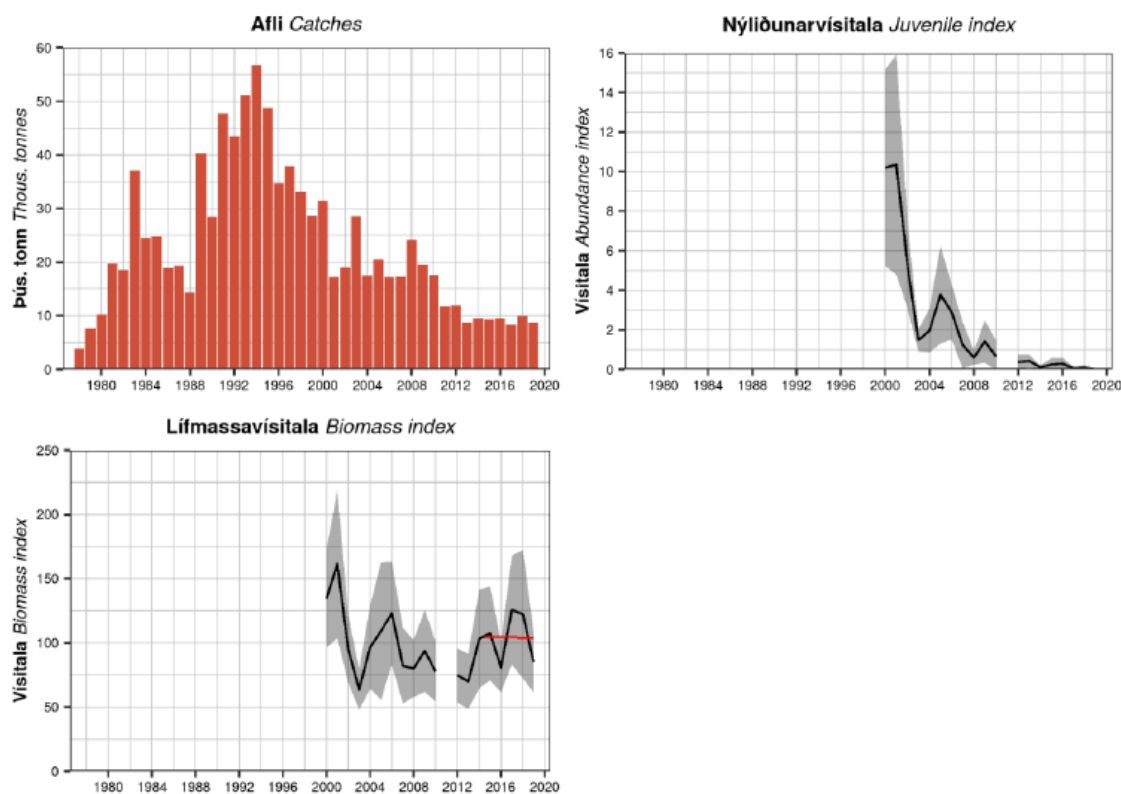 Afli Catches
Þús. tonn Thous. tonnes
60
50
40
30
20
10
0
1980 1984 1988 1992 1996 2000 2004 2008 2012 2016 2020
Nýliðunarvísitala Juvenile index
Vísitala Abundance index
16
14
12
10
8
6
4
2
0
1980 1984 1988 1992 1996 2000 2004 2008 2012 2016 2020
Lífmassavísitala Biomass index
Vísitala Biomass index
250
200
150
100
50
0
1980 1984 1988 1992 1996 2000 2004 2008 2012 2016 2020